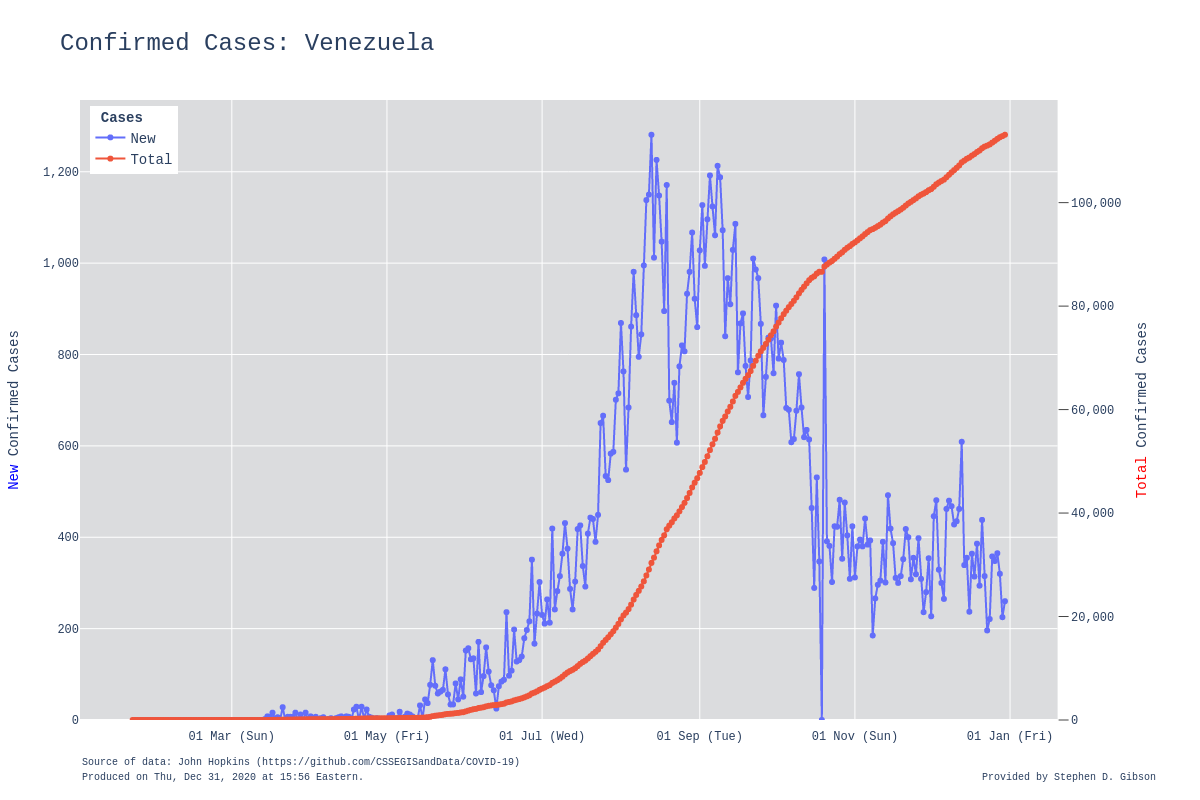 Confirmed Cases: Venezuela
Cases
New
Total
1,200
1,000
800
600
400
200
0
100,000
80,000
60,000
40,000
20,000
0
New Confirmed Cases
Total Confirmed Cases
01 Mar (Sun) 01 May (Fri) 01 Jul (Wed) 01 Sep (Tue) 01 Nov (Sun) 01 Jan (Fri)
Source of data: John Hopkins (https://github.com/CSSEGISandData/COVID-19)
Produced on Thu, Dec 31, 2020 at 15:56 Eastern.
Provided by Stephen D. Gibson